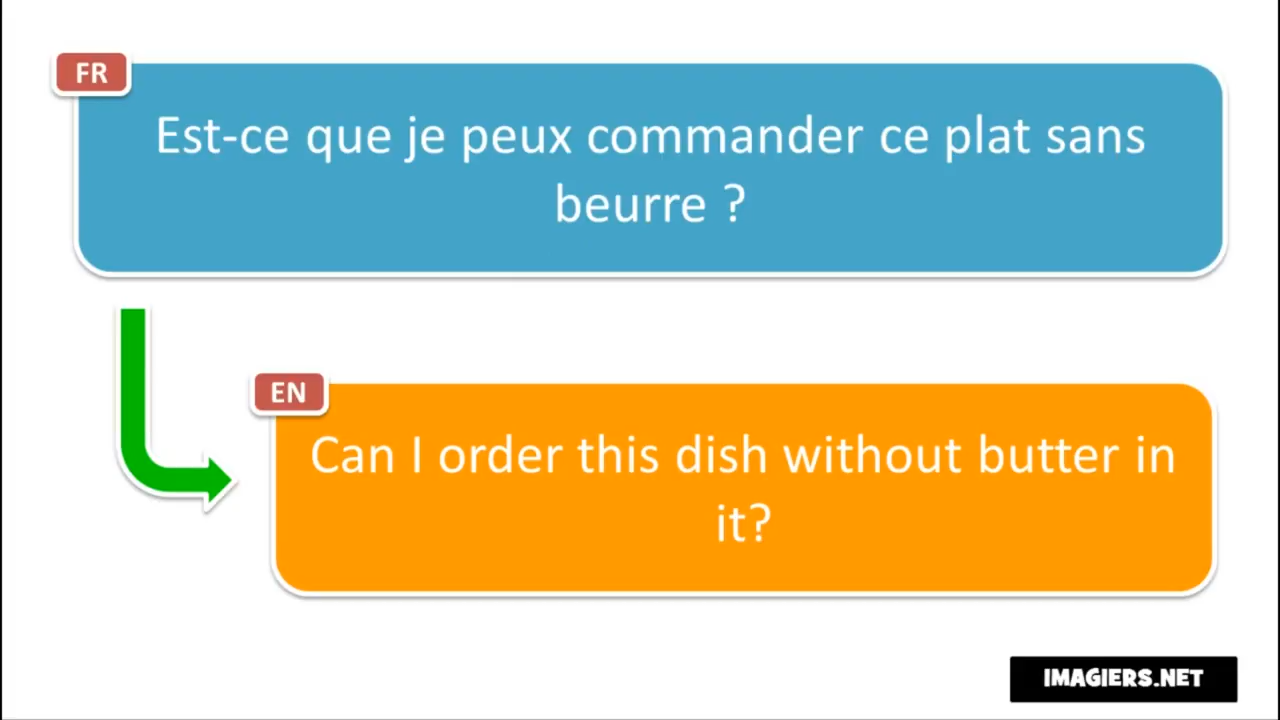 FR
Est-ce que je peux commander ce plat sans
beurre ?
EN
Can I order this dish without butter in
it?
IMAGIERS.NET